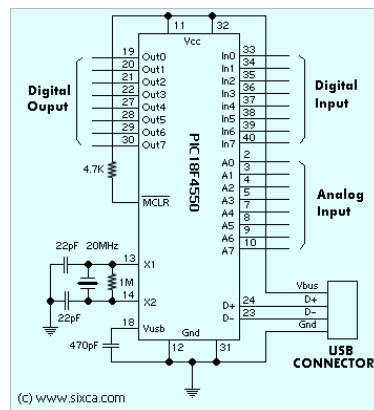 11 32
Vcc
19 Out0
20 Out1
21 Out2
22 Out3
27 Out4
28 Out5
29 Out6
30 Out7
Digital
Ouput
In0 33
In1 34
In2 35
In3 36
in4 37
In5 38
In6 39
In7 40
Digital
Input
PIC18F4550
A0 2
A1 3
A2 4
A3 5
A4 7
A5 8
A6 9
A7 10
Analog
Input
4.7K
MCLR
22pF 20MHz
13 X1
1M
14 X2
22pF
18 Vusb
470pF
D+ 24
D- 23
Vbus
D+
D-
Gnd
USB
CONNECTOR
Gnd
12 31
(c) www.sixca.com